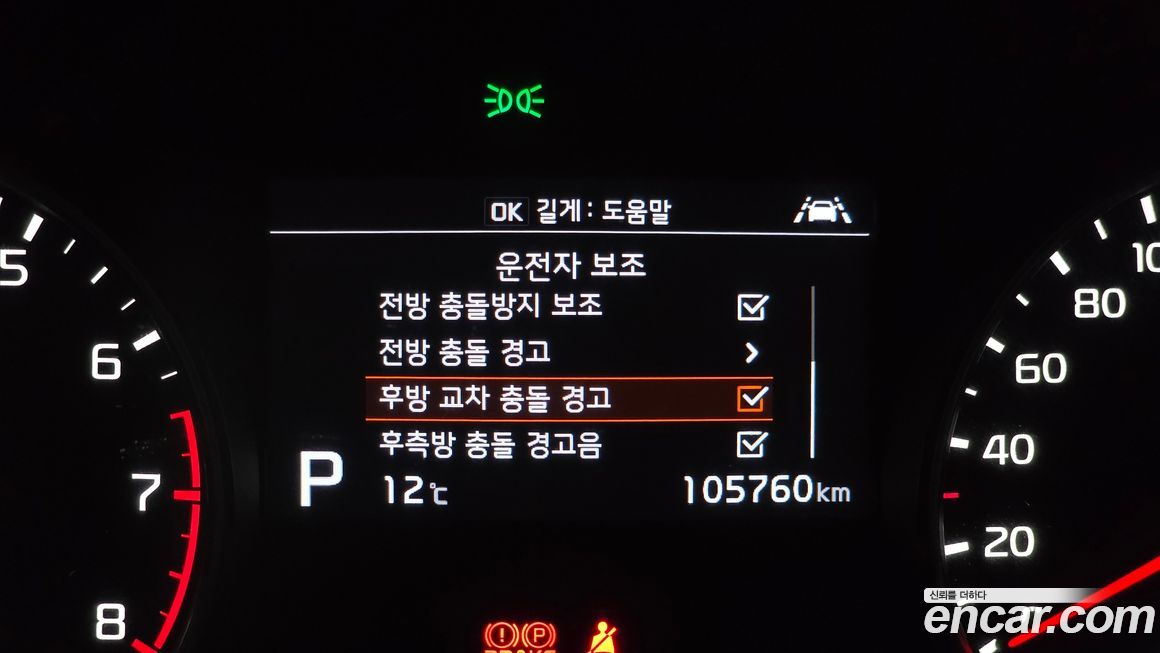 OK 길게 : 도움말
운전자 보조
전방 충돌방지 보조
전방 충돌 경고
후방 교차 충돌 경고
후측방 충돌 경고음
P
12℃
105760km
5
6
7
8
80
60
40
20
신뢰를 더하다
encar.com
P